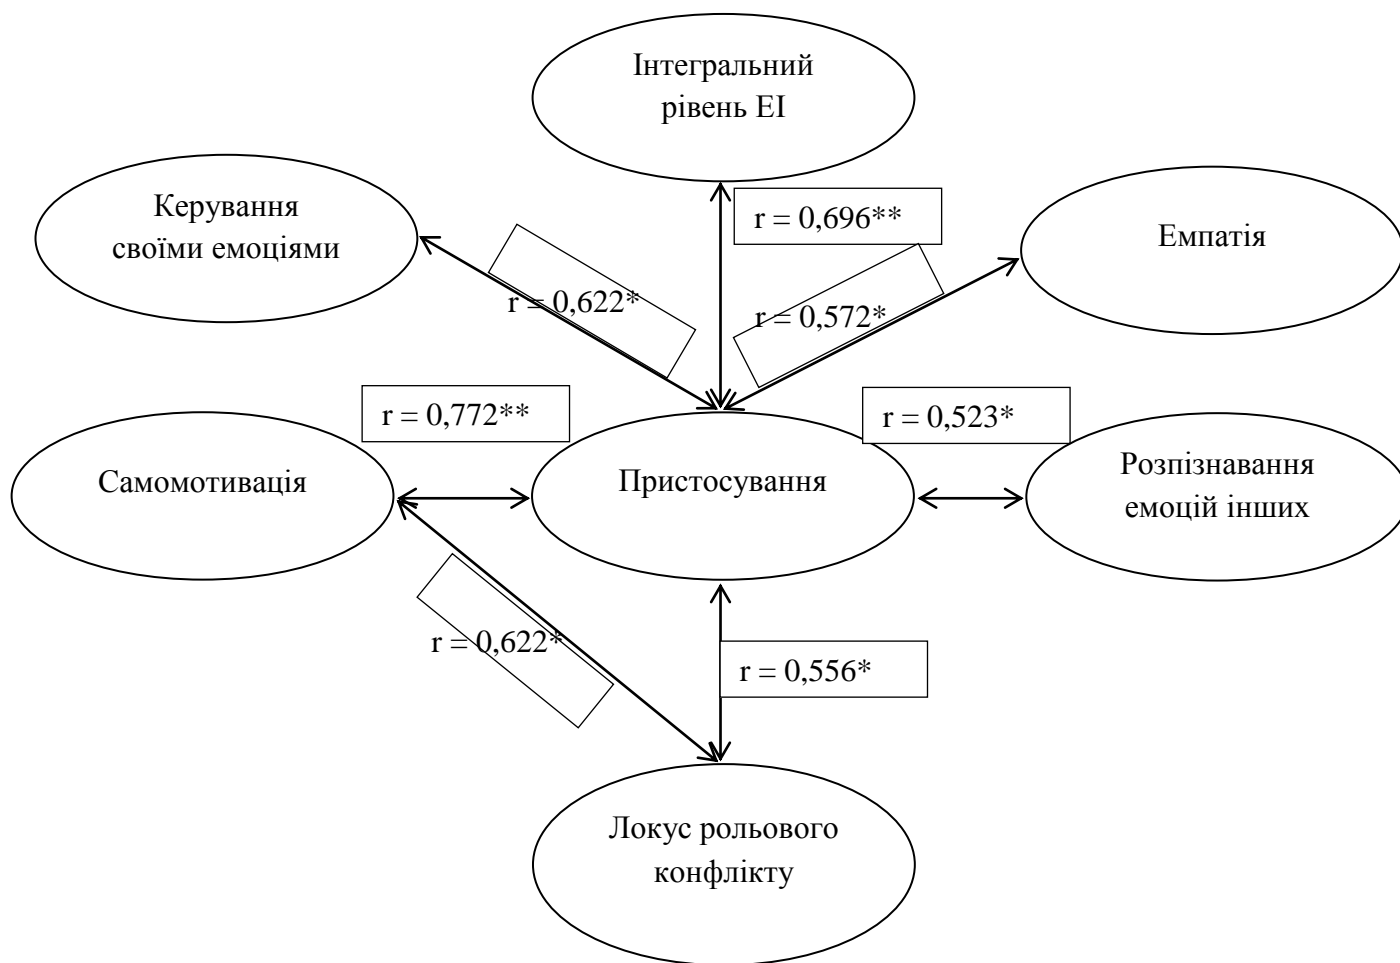 Інтегральний
рівень ЕІ
Керування
своїми емоціями
r = 0,696**
Емпатія
r = 0,622*
r = 0,572*
r = 0,772**
r = 0,523*
Самомотивація
Пристосування
Розпізнавання
емоцій інших
r = 0,622*
r = 0,556*
Локус рольового
конфлікту